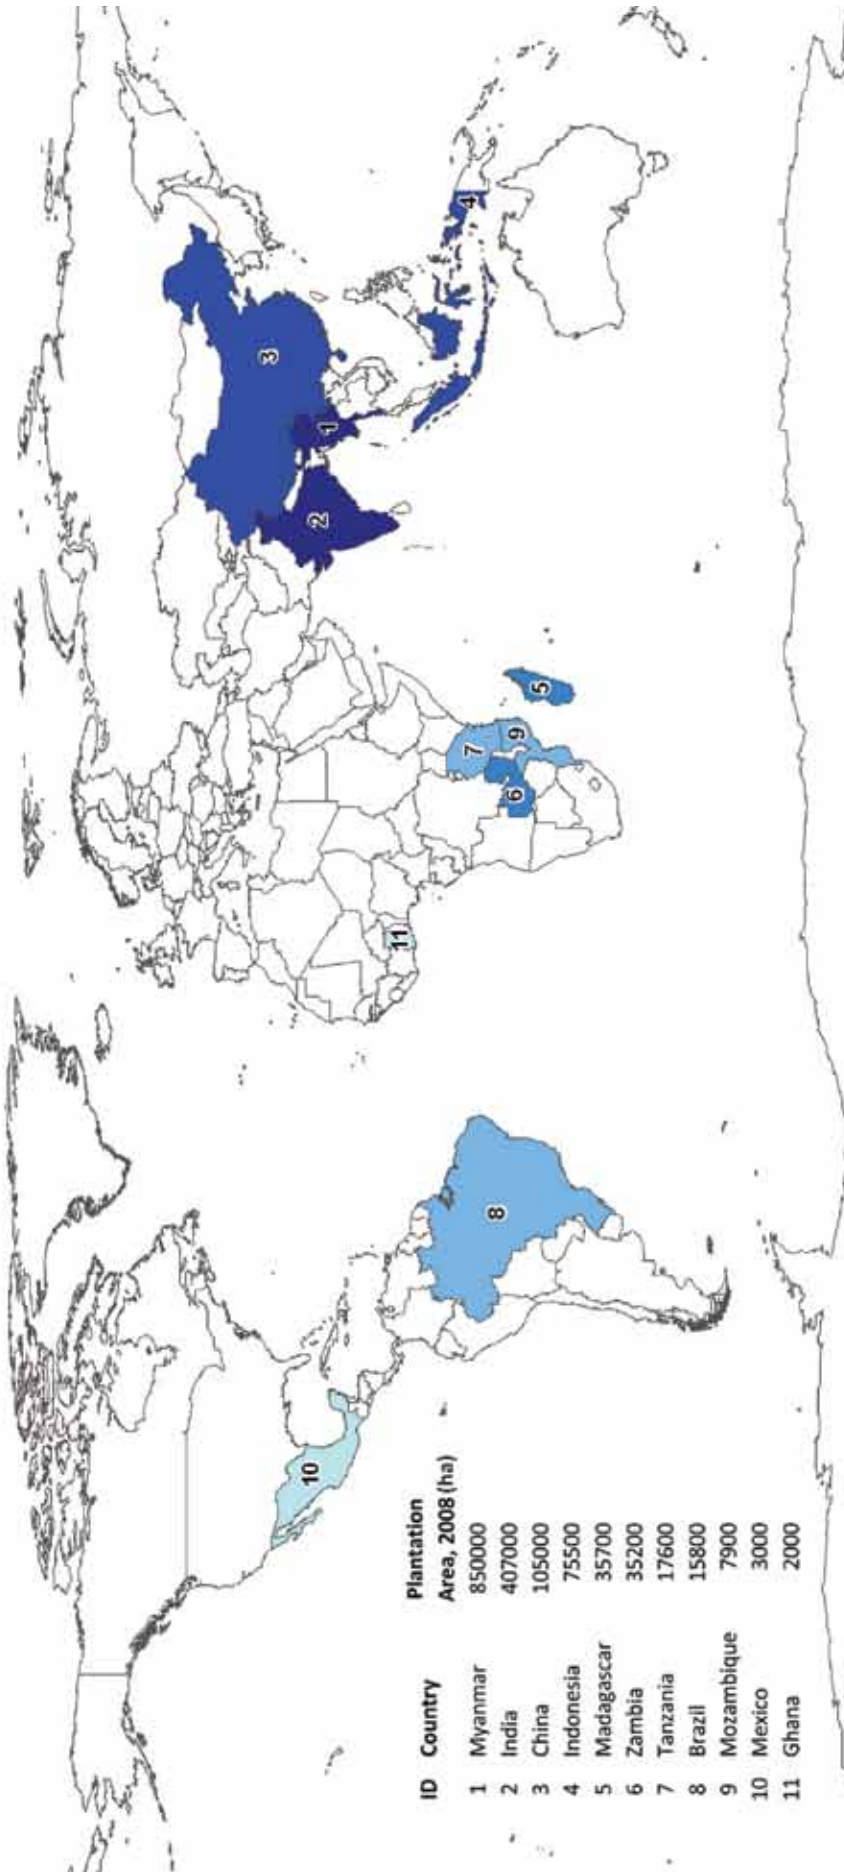 ID Country Plantation Area, 2008 (ha)
1 Myanmar 850000
2 India 407000
3 China 105000
4 Indonesia 75500
5 Madagascar 35700
6 Zambia 35200
7 Tanzania 17600
8 Brazil 15800
9 Mozambique 7900
10 Mexico 3000
11 Ghana 2000
10
8
11
6
7
9
5
2
1
3
4